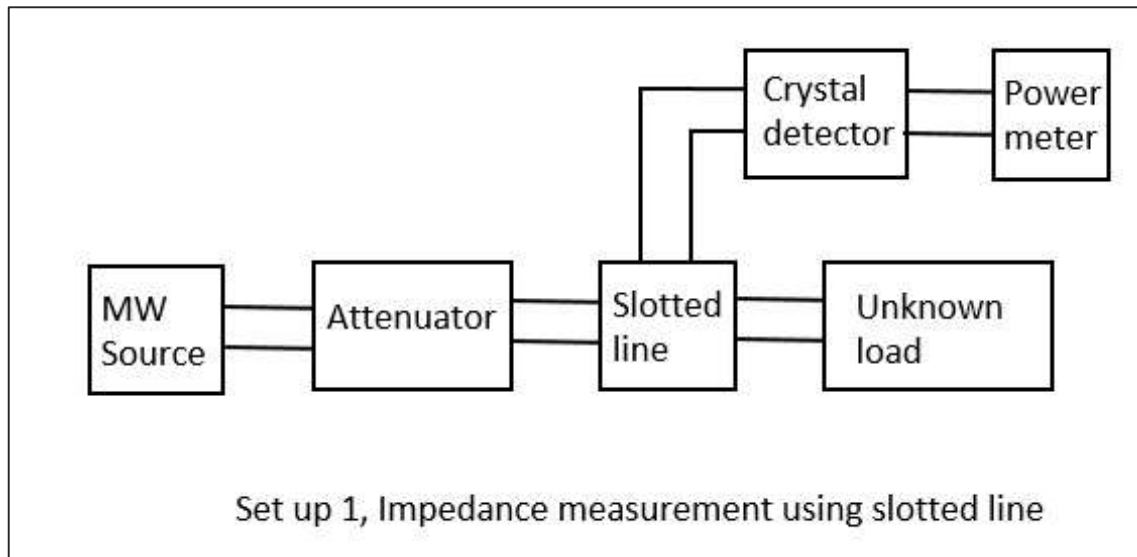 Crystal
detector
Power
meter
MW
Source
Attenuator
Slotted
line
Unknown
load
Set up 1, Impedance measurement using slotted line